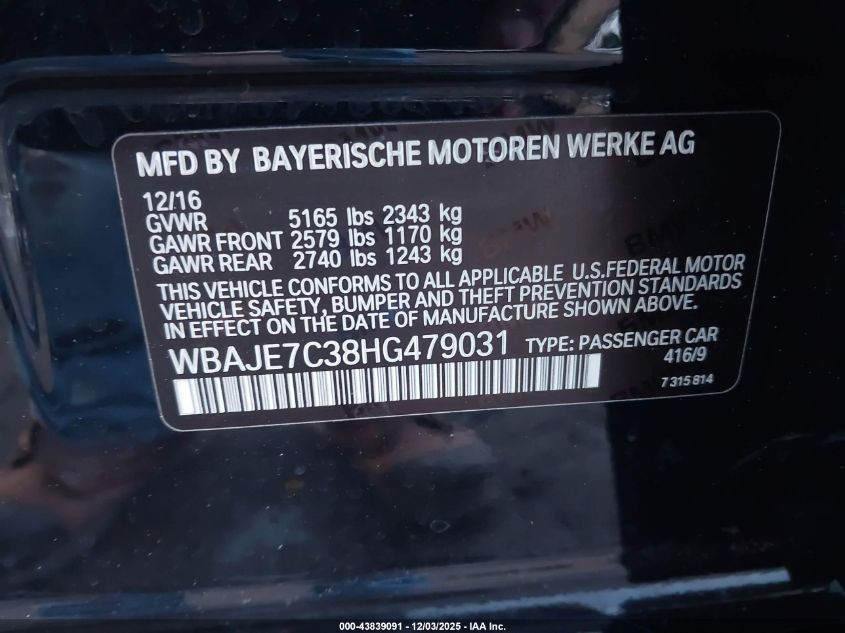 MFD BY BAYERISCHE MOTOREN WERKE AG
12/16
GVWR 5165 lbs 2343 kg
GAWR FRONT 2579 lbs 1170 kg
GAWR REAR 2740 lbs 1243 kg
THIS VEHICLE CONFORMS TO ALL APPLICABLE U.S.FEDERAL MOTOR
VEHICLE SAFETY, BUMPER AND THEFT PREVENTION STANDARDS
IN EFFECT ON THE DATE OF MANUFACTURE SHOWN ABOVE.
WBAJE7C38HG479031 TYPE: PASSENGER CAR
416/9
7 315 814
000-43839091 - 12/03/2025 - IAA Inc.